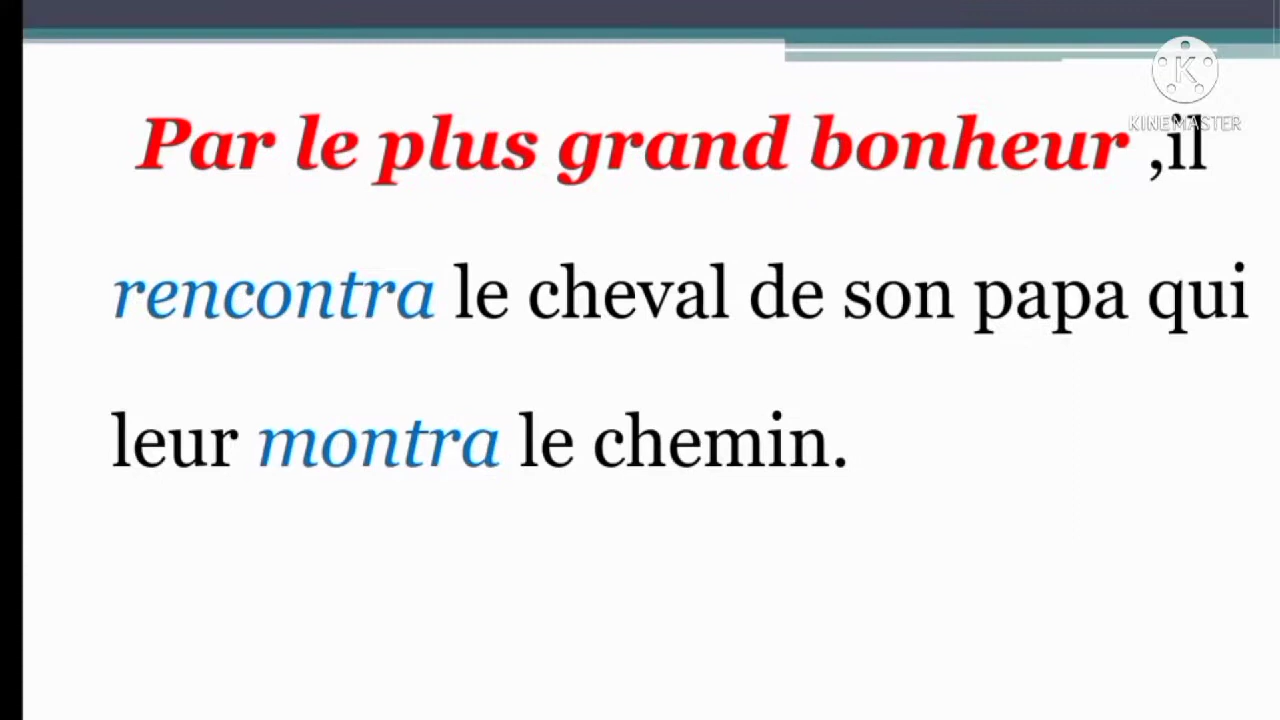 Par le plus grand bonheur ,il
rencontra le cheval de son papa qui
leur montra le chemin.
KINEMASTER